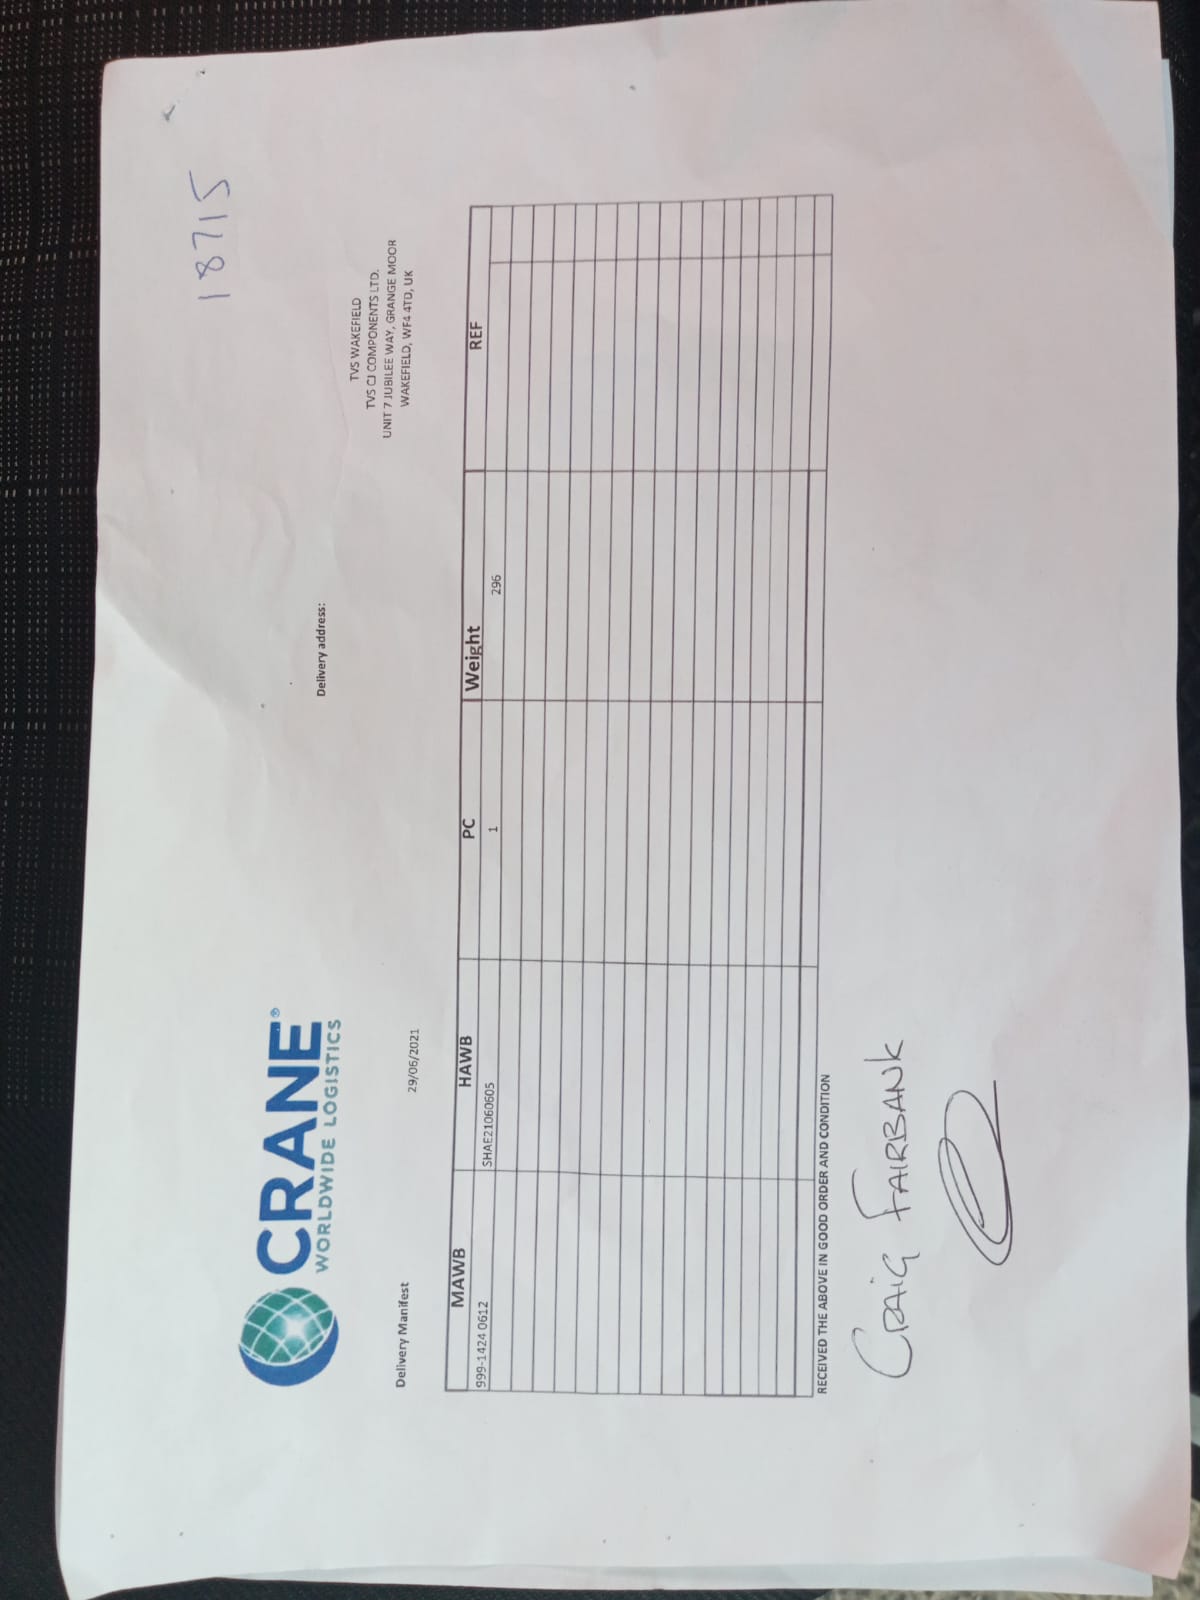 18715
CRANE®
WORLDWIDE LOGISTICS
Delivery address:
TVS WAKEFIELD
TVS CJ COMPONENTS LTD.
UNIT 7 JUBILEE WAY, GRANGE MOOR
WAKEFIELD, WF4 4TD, UK
Delivery Manifest 29/06/2021
MAWB HAWB PC Weight REF
999-1424 0612 SHAE21060605 1 296
RECEIVED THE ABOVE IN GOOD ORDER AND CONDITION
CRAIG FAIRBANK